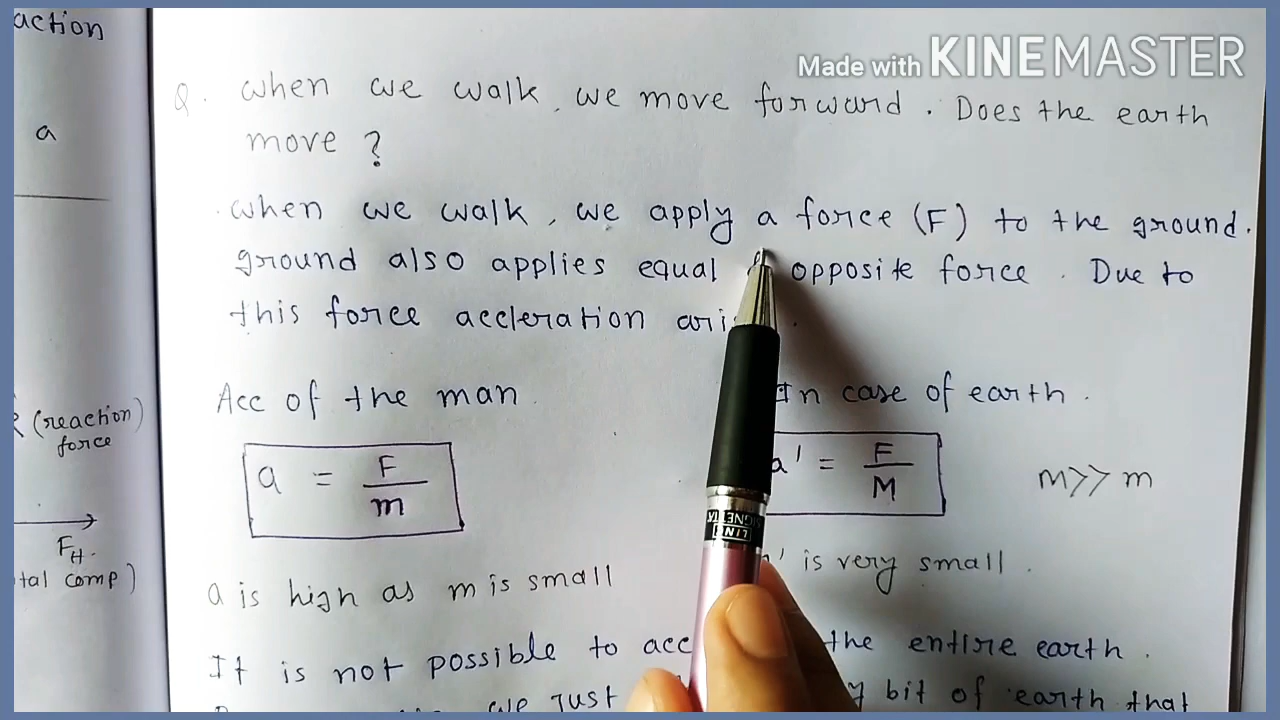 action
Made with KINEMASTER
Q. when we walk, we move forward. Does the earth
a
move ?
when we walk, we apply a force (F) to the ground.
ground also applies equal opposite force. Due to
this force accleration
Acc of the man
In case of earth.
(reaction)
force
a = F/m
a' = F/M
m>>m
F_H.
comp)
a is high as m is small
is very small.
It is not possible to the entire earth.
we just bit of earth that